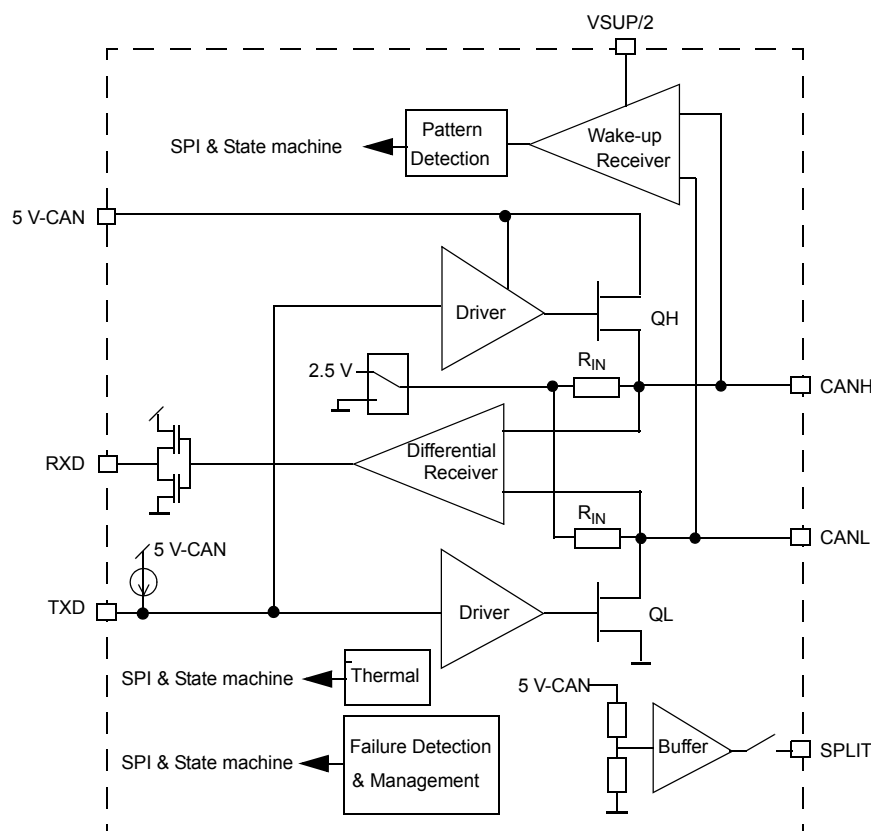 VSUP/2
Pattern
Detection
Wake-up
Receiver
SPI & State machine
5 V-CAN
Driver
QH
2.5 V
RIN
CANH
Differential
Receiver
RXD
RIN
CANL
5 V-CAN
TXD
Driver
QL
SPI & State machine
Thermal
5 V-CAN
Failure Detection
& Management
SPI & State machine
Buffer
SPLIT